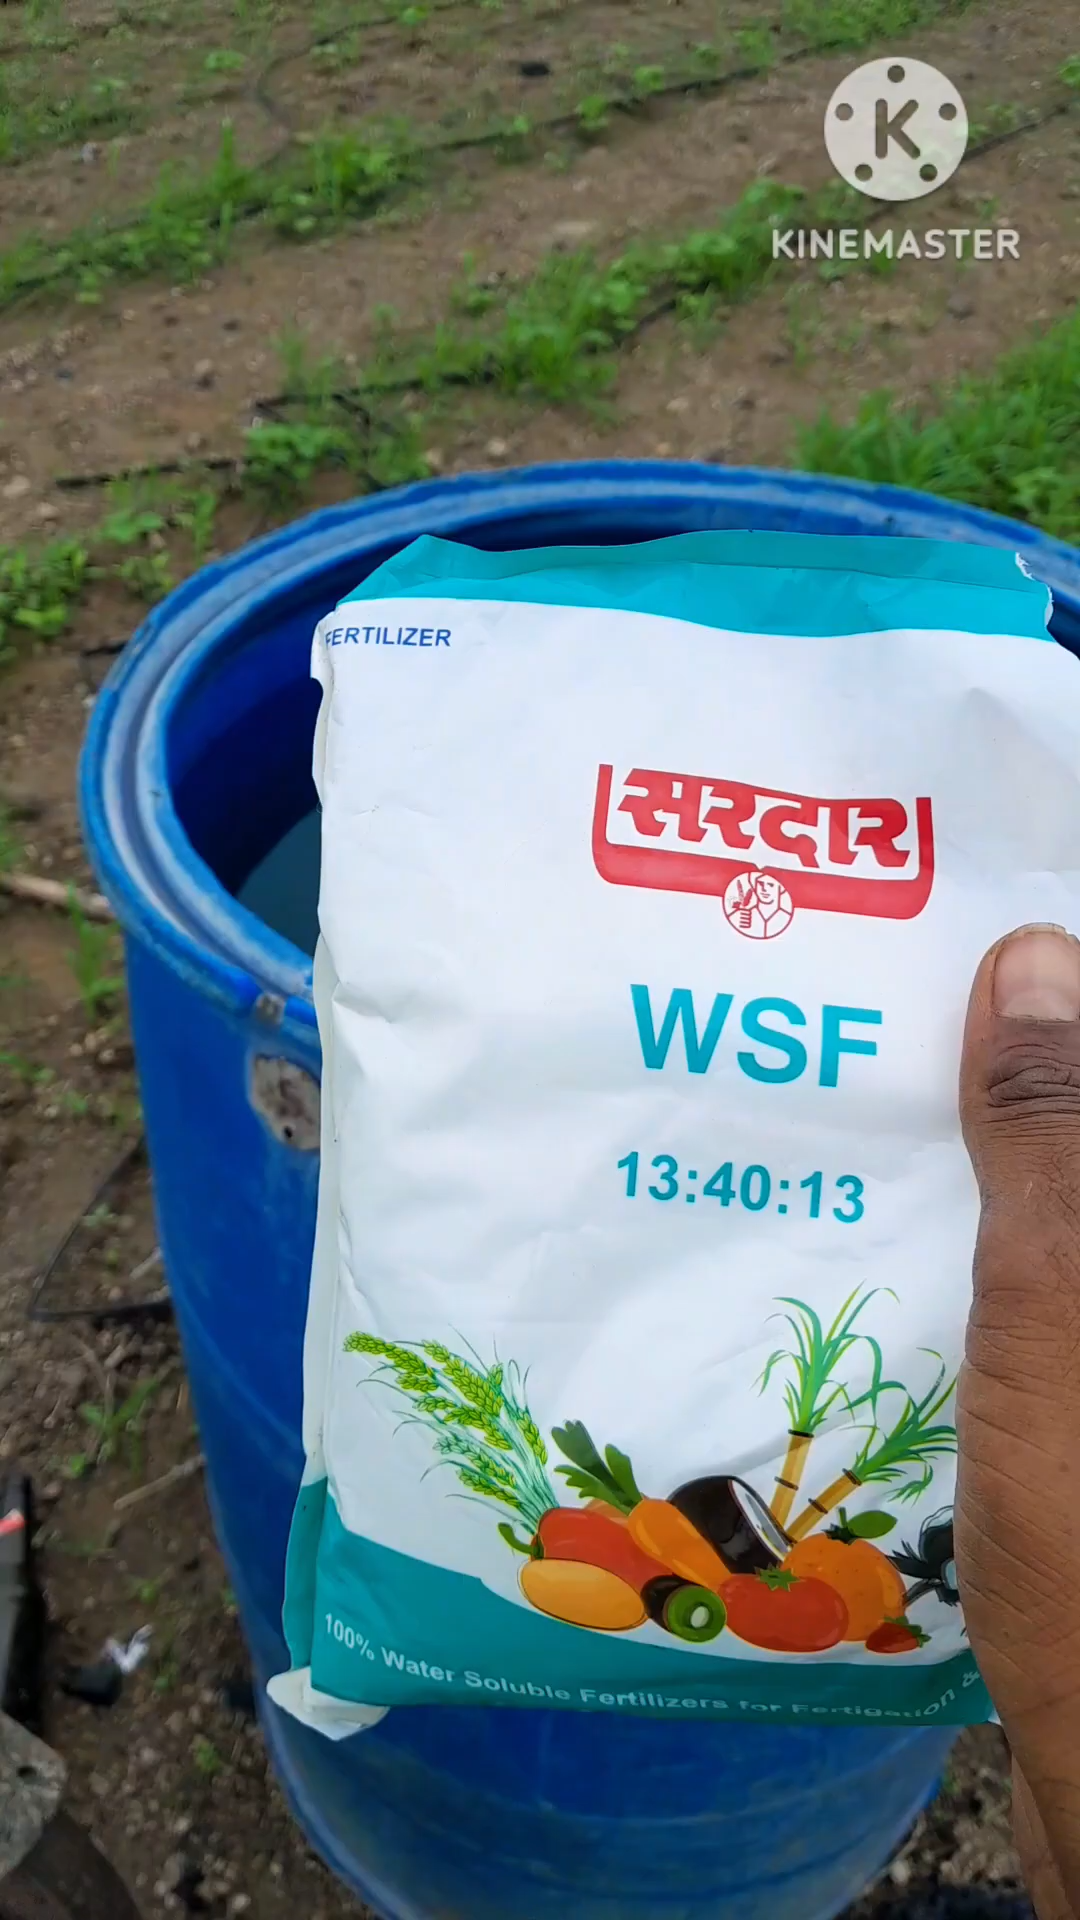 KINEMASTER
FERTILIZER
सरदार
WSF
13:40:13
100% Water Soluble Fertilizers for Fertigation &